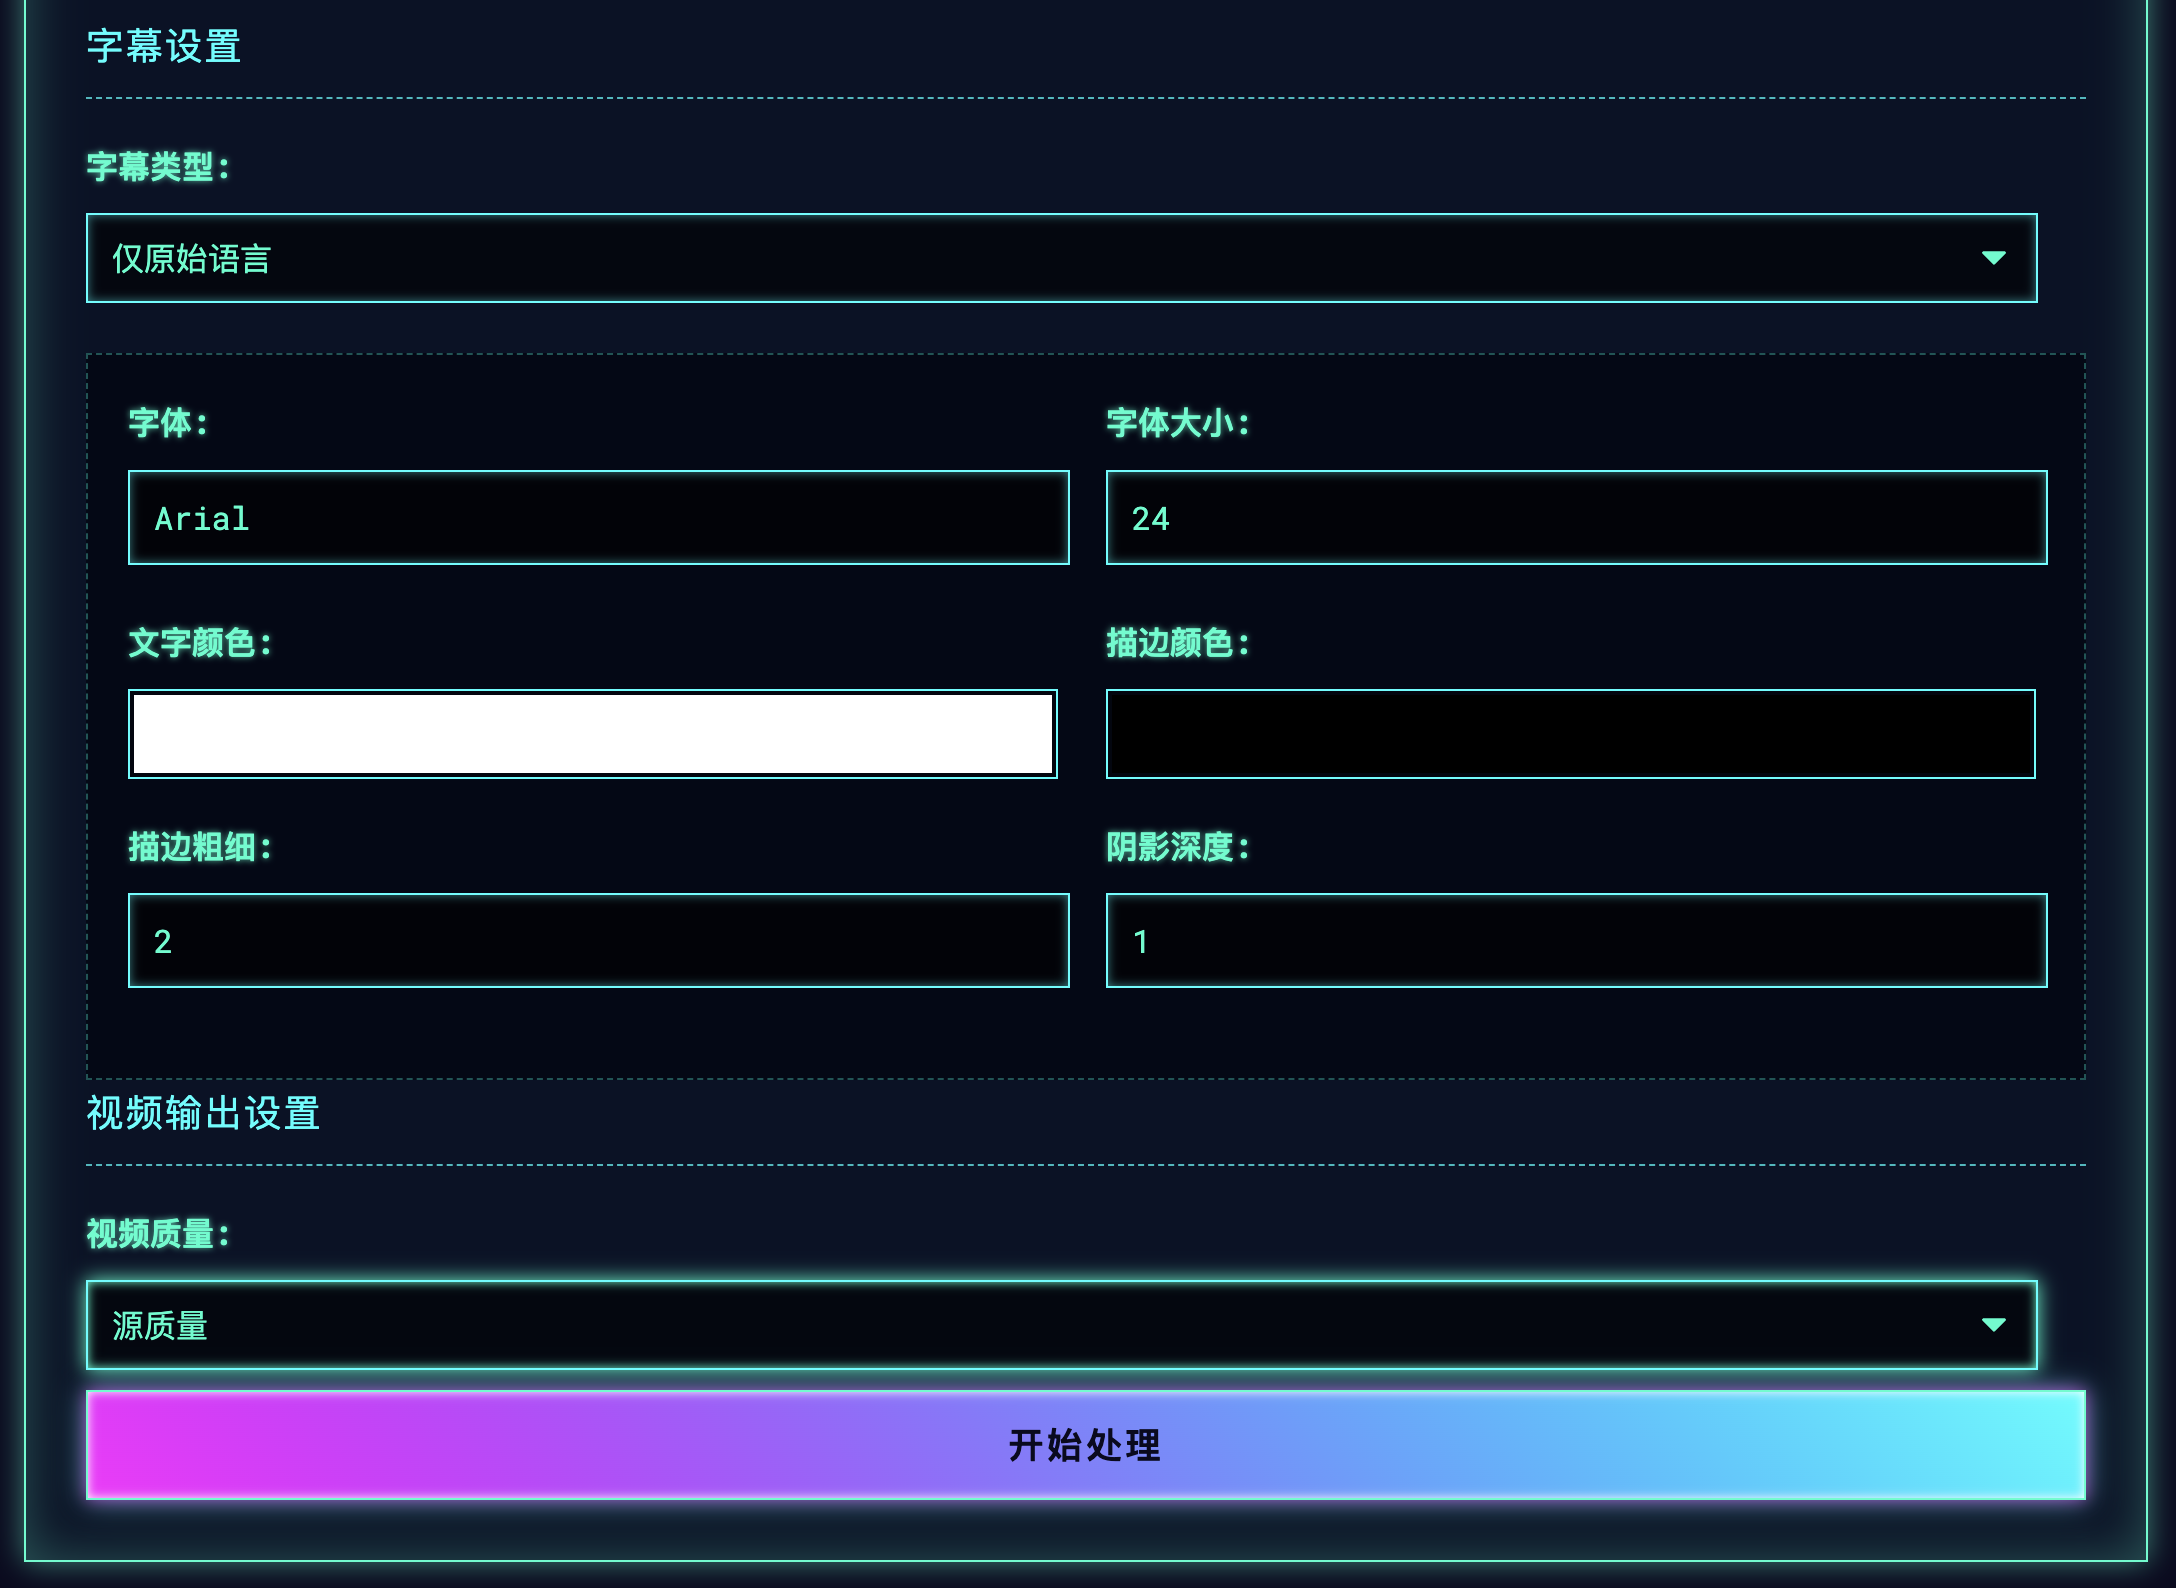 字幕设置
字幕类型:
仅原始语言
字体:
字体大小:
Arial
24
文字颜色:
描边颜色:
描边粗细:
阴影深度:
2
1
视频输出设置
视频质量:
源质量
开始处理